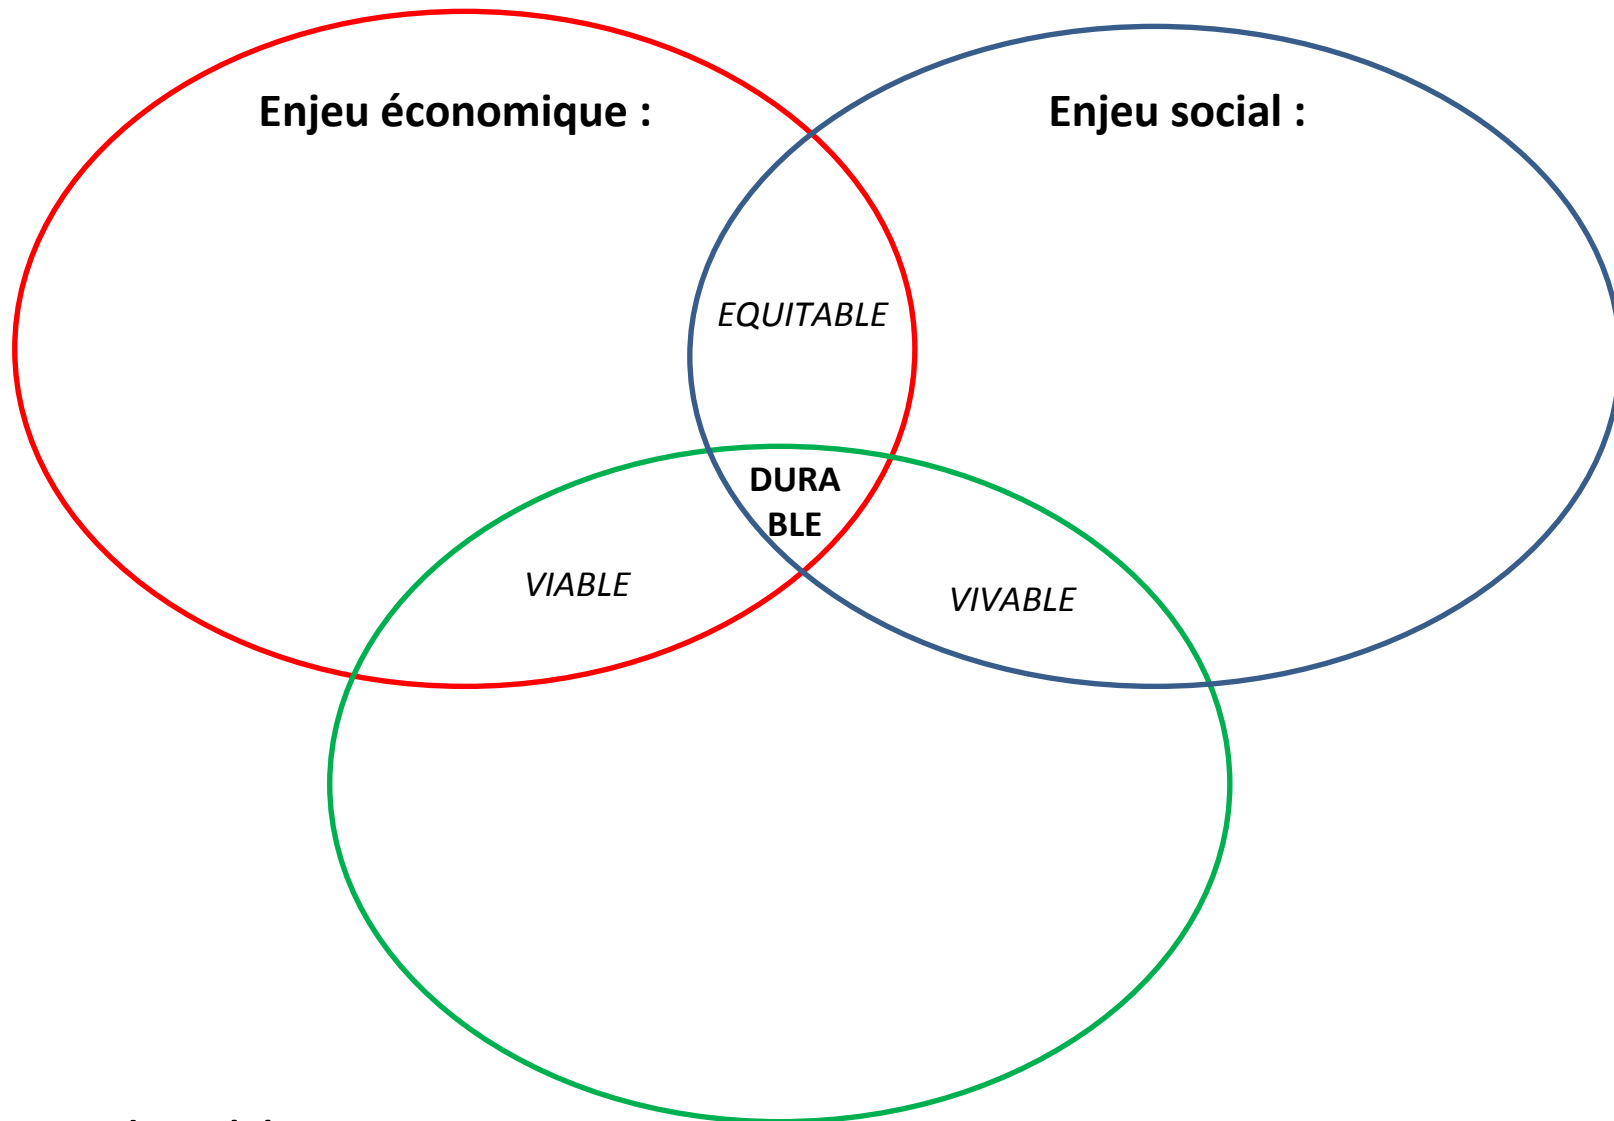 Enjeu économique :
Enjeu social :
EQUITABLE
DURA
BLE
VIABLE
VIVABLE